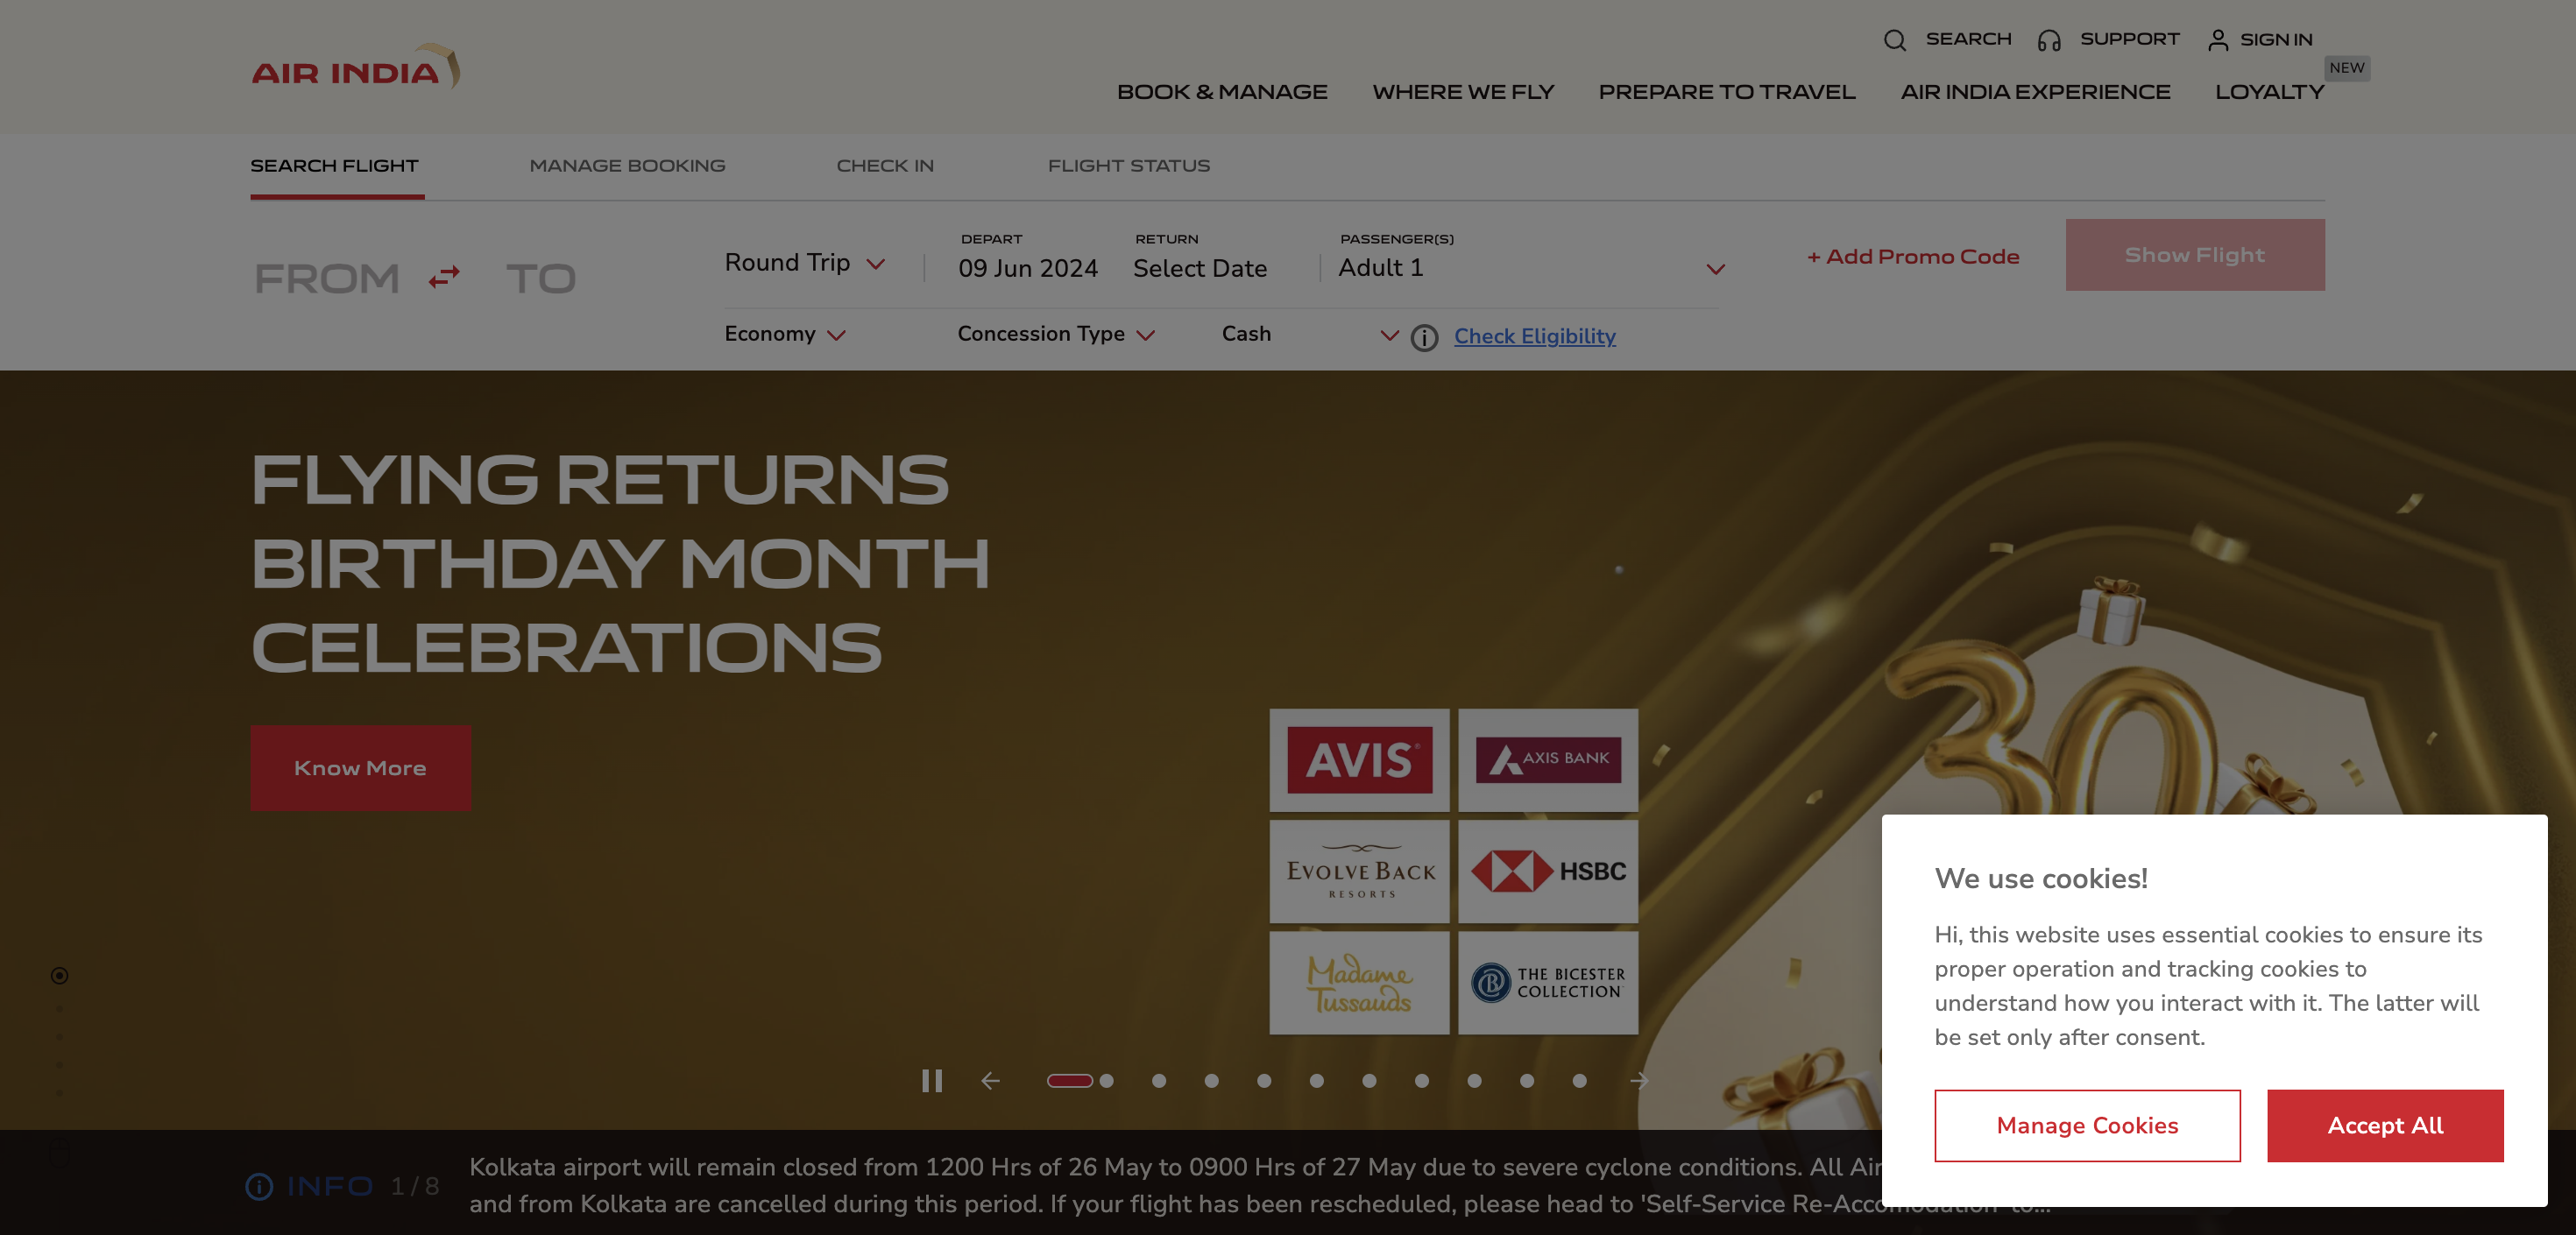 AIR INDIA
SEARCH
SUPPORT
SIGN IN
NEW
BOOK & MANAGE
WHERE WE FLY
PREPARE TO TRAVEL
AIR INDIA EXPERIENCE
LOYALTY
SEARCH FLIGHT
MANAGE BOOKING
CHECK IN
FLIGHT STATUS
FROM
TO
Round Trip
DEPART
09 Jun 2024
RETURN
Select Date
PASSENGER(S)
Adult 1
+ Add Promo Code
Show Flight
Economy
Concession Type
Cash
Check Eligibility
FLYING RETURNS
BIRTHDAY MONTH
CELEBRATIONS
Know More
30
AVIS
AXIS BANK
EVOLVE BACK
RESORTS
HSBC
Madame
Tussauds
THE BICESTER
COLLECTION
We use cookies!
Hi, this website uses essential cookies to ensure its
proper operation and tracking cookies to
understand how you interact with it. The latter will
be set only after consent.
Manage Cookies
Accept All
INFO
1 / 8
Kolkata airport will remain closed from 1200 Hrs of 26 May to 0900 Hrs of 27 May due to severe cyclone conditions. All Air
and from Kolkata are cancelled during this period. If your flight has been rescheduled, please head to 'Self-Service Re-Accomodation' to...